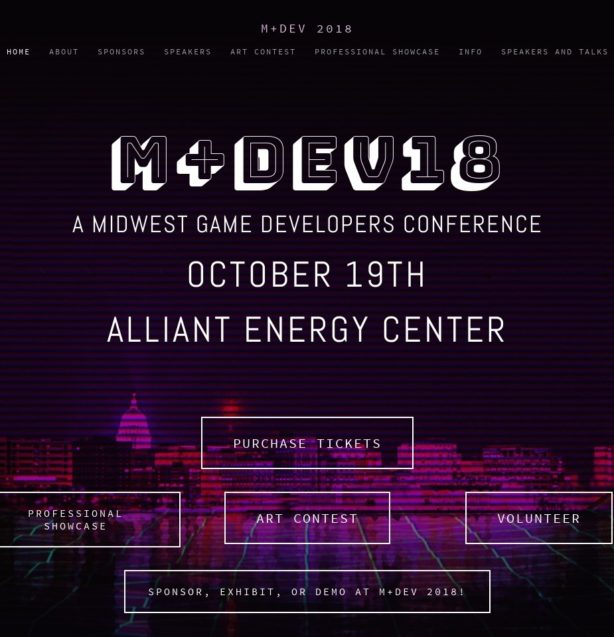 M+DEV 2018
HOME ABOUT SPONSORS SPEAKERS ART CONTEST PROFESSIONAL SHOWCASE INFO SPEAKERS AND TALKS
M+DEV18
A MIDWEST GAME DEVELOPERS CONFERENCE
OCTOBER 19TH
ALLIANT ENERGY CENTER
PURCHASE TICKETS
PROFESSIONAL
SHOWCASE
ART CONTEST
VOLUNTEER
SPONSOR, EXHIBIT, OR DEMO AT M+DEV 2018!